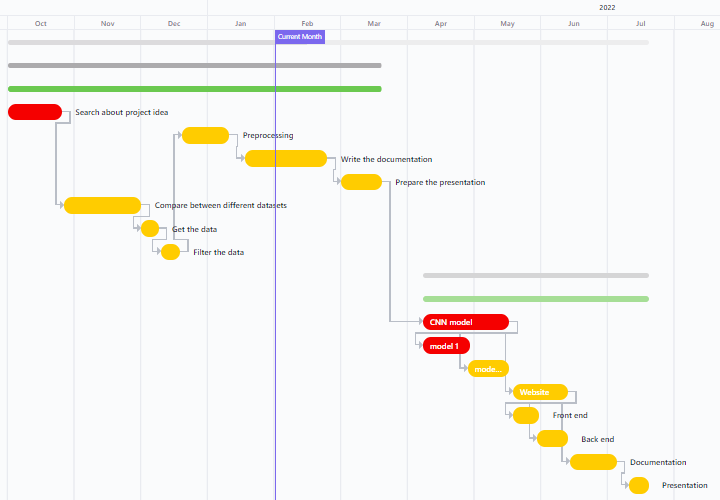 2022
Oct Nov Dec Jan Feb Mar Apr May Jun Jul Aug
Current Month
Search about project idea
Preprocessing
Write the documentation
Prepare the presentation
Compare between different datasets
Get the data
Filter the data
CNN model
model 1
mode...
Website
Front end
Back end
Documentation
Presentation